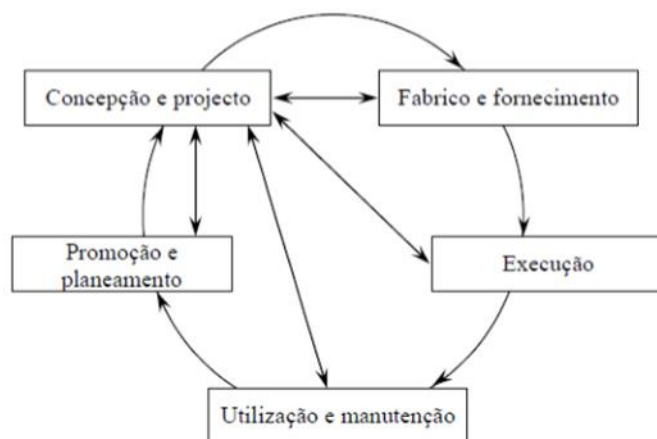 Concepção e projecto
Fabrico e fornecimento
Promoção e
planeamento
Execução
Utilização e manutenção